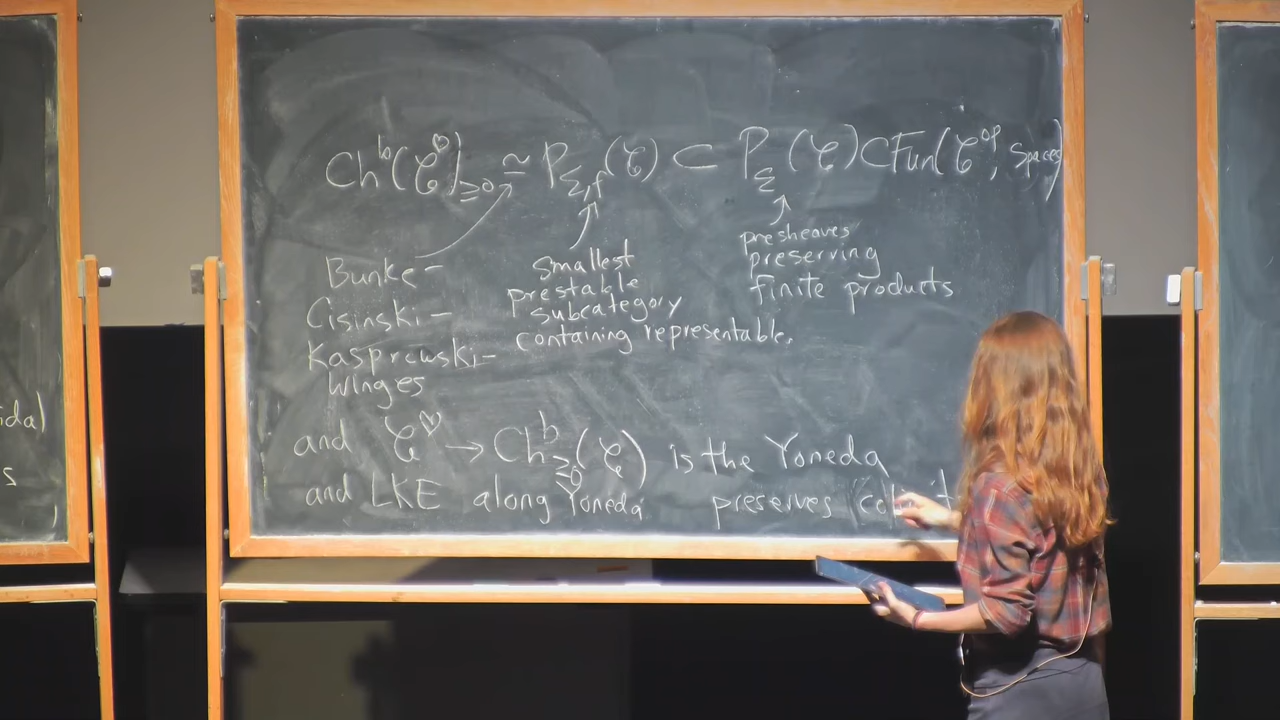 idal)
s
Ch^b(𝒞^♡)_{≥0} ≃ P_{Σ,f}(𝒞) ⊂ P_Σ(𝒞) ⊂ Fun(𝒞^{op}, Spaces)
Bunke-
Cisinski-
Kasprowski-
Winges
smallest
prestable
subcategory
containing representable.
presheaves
preserving
finite products
and 𝒞^♡ → Ch^b_{≥0}(𝒞) is the Yoneda
and LKE along Yoneda preserves